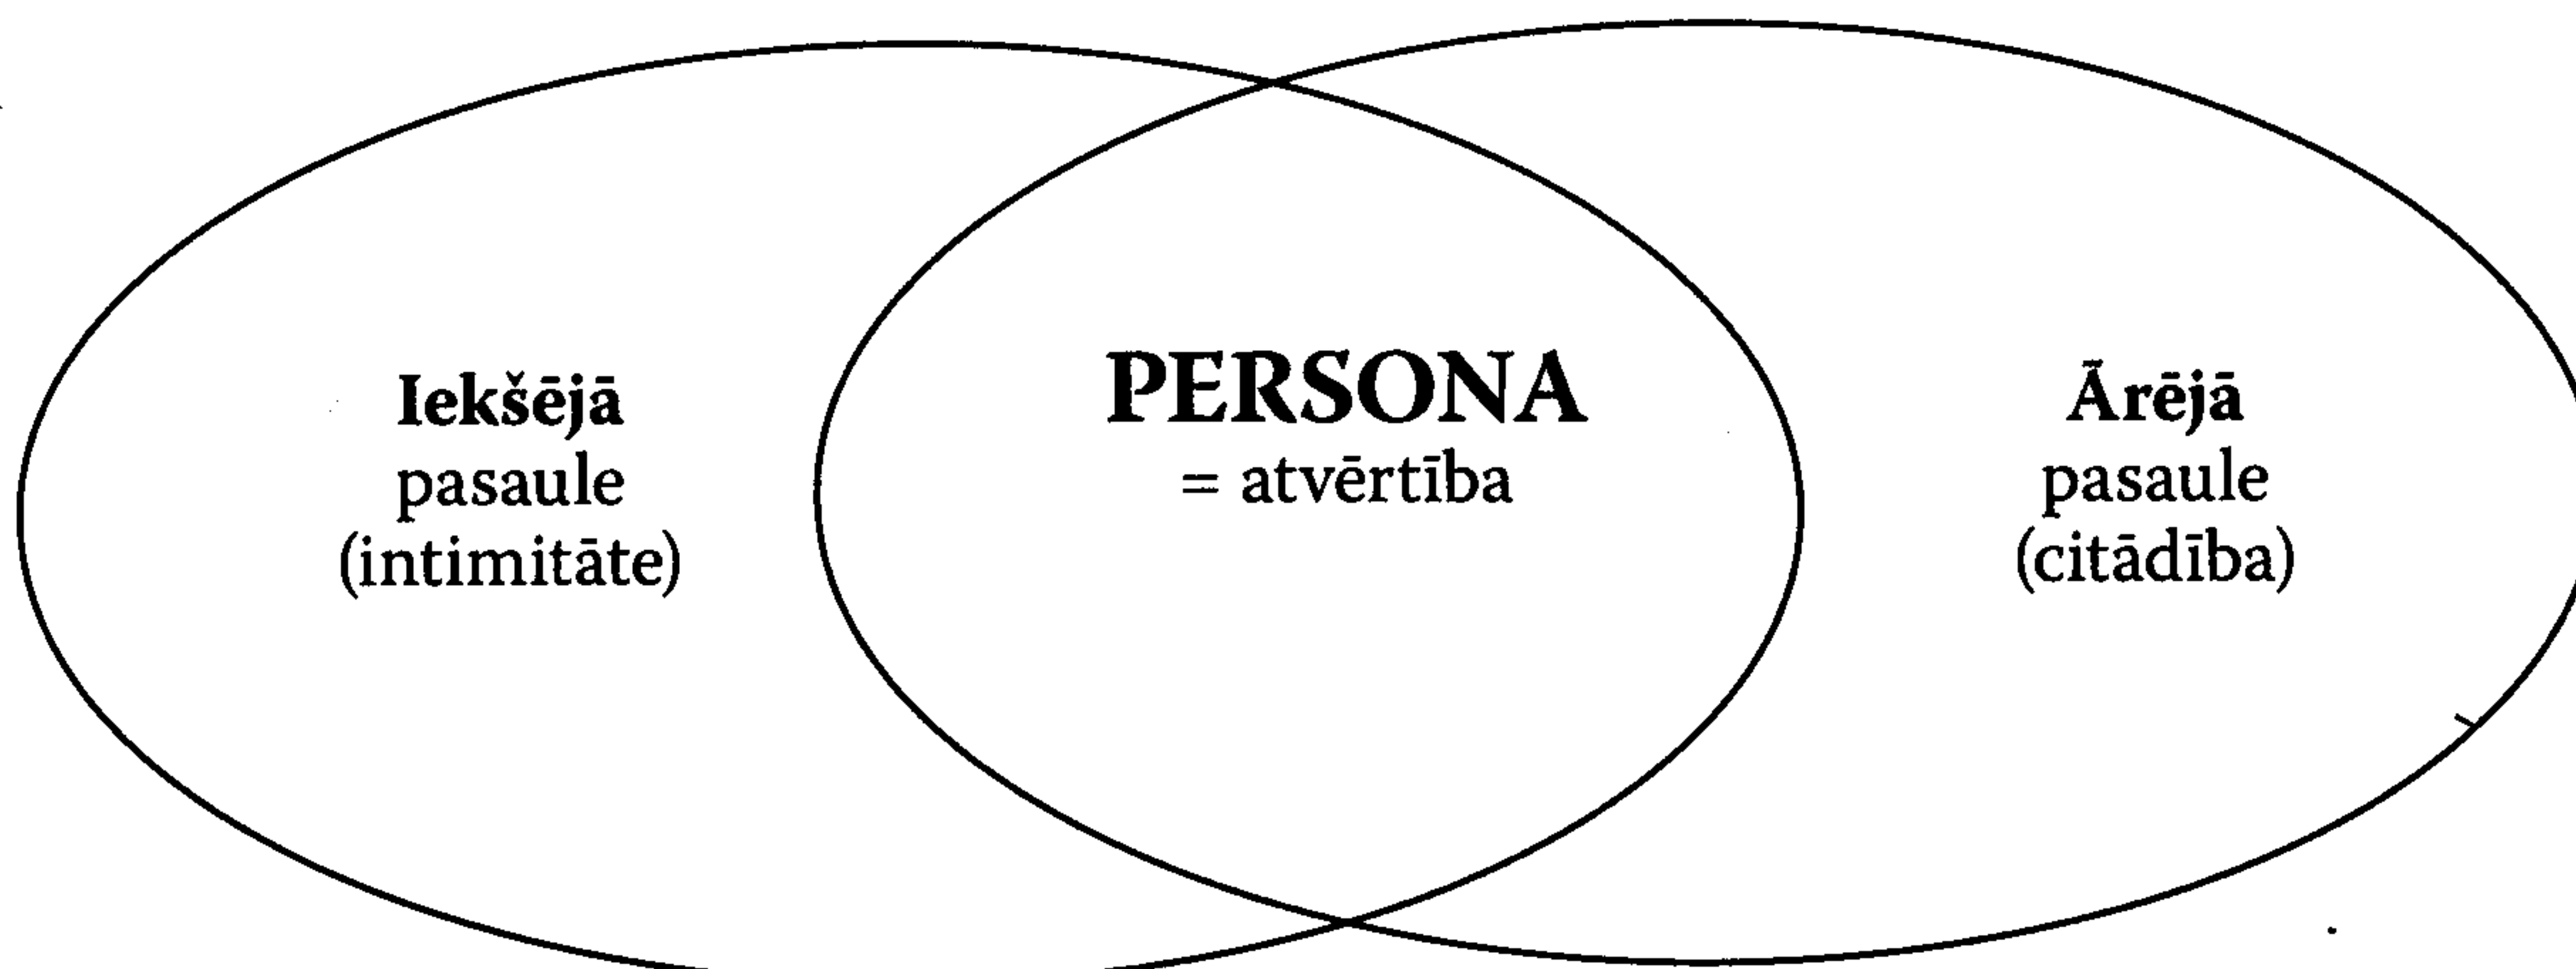 Iekšējā
pasaule
(intimitāte)
PERSONA
= atvērtība
Ārējā
pasaule
(citādība)